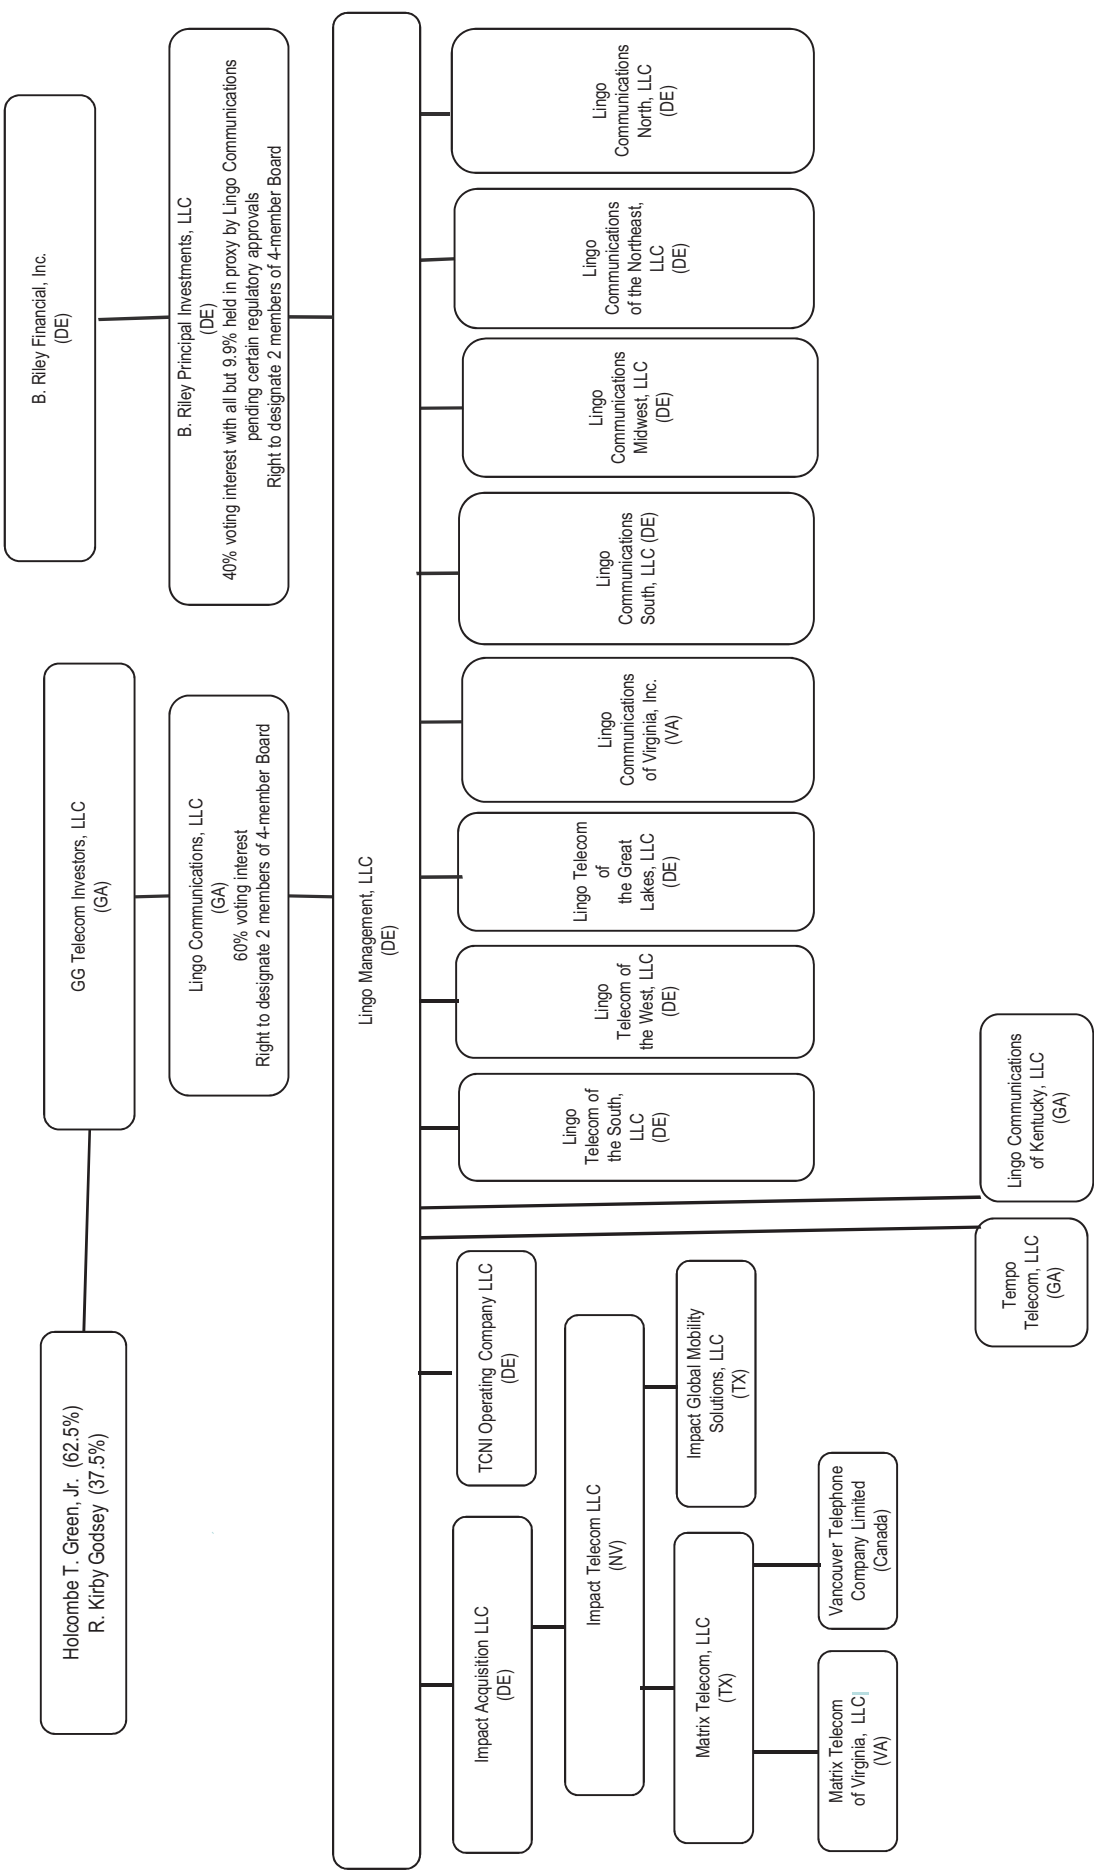 Holcombe T. Green, Jr. (62.5%)
R. Kirby Godsey (37.5%)
GG Telecom Investors, LLC
(GA)
B. Riley Financial, Inc.
(DE)
Lingo Communications, LLC
(GA)
60% voting interest
Right to designate 2 members of 4-member Board
B. Riley Principal Investments, LLC
(DE)
40% voting interest with all but 9.9% held in proxy by Lingo Communications
pending certain regulatory approvals
Right to designate 2 members of 4-member Board
Lingo Management, LLC
(DE)
Impact Acquisition LLC
(DE)
TCNI Operating Company LLC
(DE)
Lingo
Telecom of
the South,
LLC
(DE)
Lingo
Telecom of
the West, LLC
(DE)
Lingo Telecom
of
the Great
Lakes, LLC
(DE)
Lingo
Communications
of Virginia, Inc.
(VA)
Lingo
Communications
South, LLC (DE)
Lingo
Communications
Midwest, LLC
(DE)
Lingo
Communications
of the Northeast,
LLC
(DE)
Lingo
Communications
North, LLC
(DE)
Impact Telecom LLC
(NV)
Matrix Telecom, LLC
(TX)
Impact Global Mobility
Solutions, LLC
(TX)
Matrix Telecom
of Virginia, LLC
(VA)
Vancouver Telephone
Company Limited
(Canada)
Tempo
Telecom, LLC
(GA)
Lingo Communications
of Kentucky, LLC
(GA)